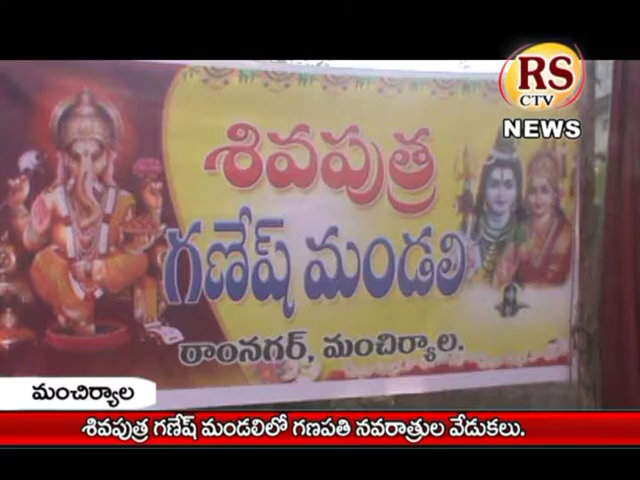 RS
CTV
NEWS
శివపుత్ర
గణేష్ మండలి
రాంనగర్, మంచిర్యాల.
మంచిర్యాల
శివపుత్ర గణేష్ మండలిలో గణపతి నవరాత్రుల వేడుకలు.